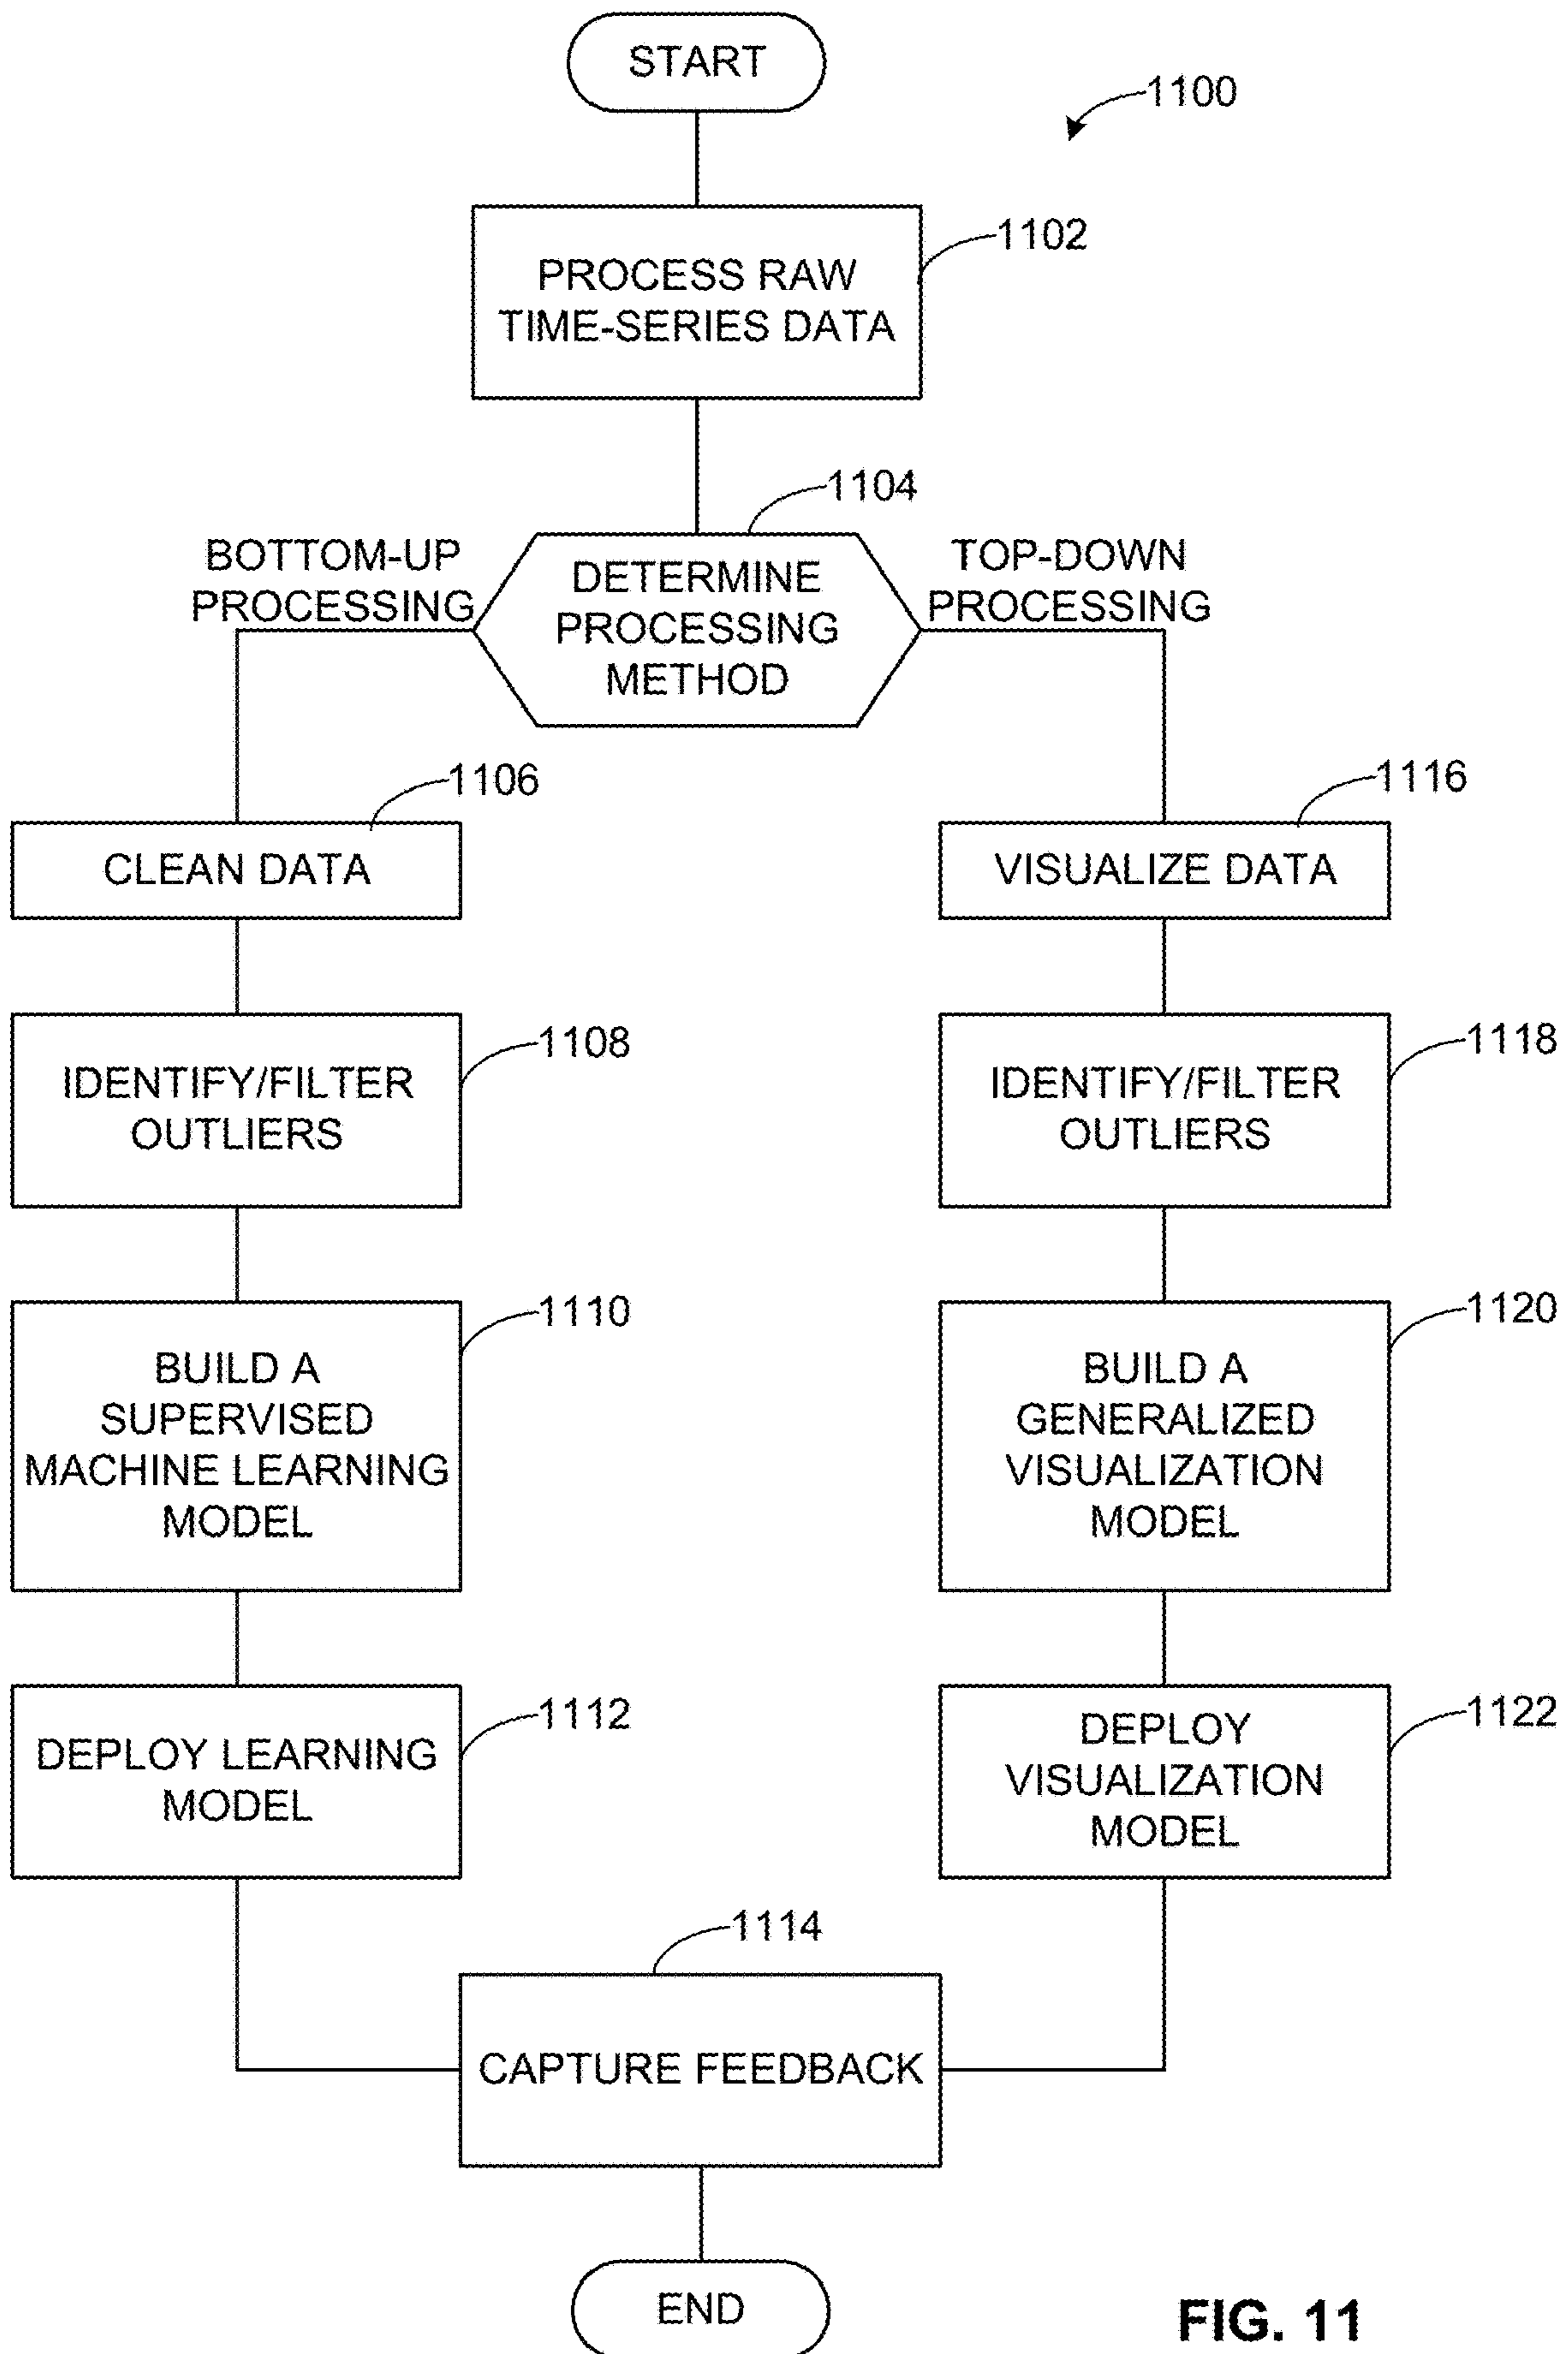 START
1100
1102
PROCESS RAW
TIME-SERIES DATA
1104
BOTTOM-UP
PROCESSING
DETERMINE
PROCESSING
METHOD
TOP-DOWN
PROCESSING
1106
CLEAN DATA
1116
VISUALIZE DATA
1108
IDENTIFY/FILTER
OUTLIERS
1118
IDENTIFY/FILTER
OUTLIERS
1110
BUILD A
SUPERVISED
MACHINE LEARNING
MODEL
1120
BUILD A
GENERALIZED
VISUALIZATION
MODEL
1112
DEPLOY LEARNING
MODEL
1122
DEPLOY
VISUALIZATION
MODEL
1114
CAPTURE FEEDBACK
END
FIG. 11